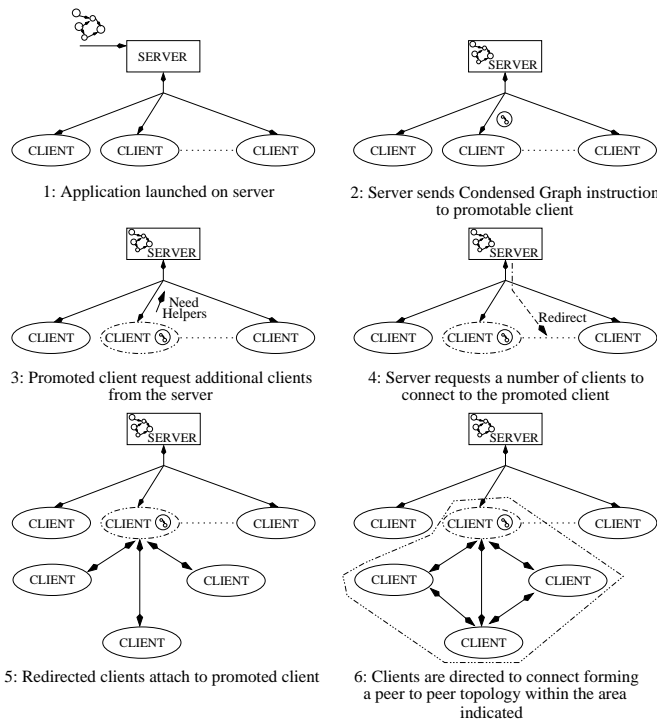 SERVER
CLIENT CLIENT CLIENT
1: Application launched on server
SERVER
CLIENT CLIENT CLIENT
2: Server sends Condensed Graph instruction
to promotable client
SERVER
Need
Helpers
CLIENT CLIENT CLIENT
3: Promoted client request additional clients
from the server
SERVER
Redirect
CLIENT CLIENT CLIENT
4: Server requests a number of clients to
connect to the promoted client
SERVER
CLIENT CLIENT CLIENT
CLIENT CLIENT
CLIENT
5: Redirected clients attach to promoted client
SERVER
CLIENT CLIENT CLIENT
CLIENT CLIENT
CLIENT
6: Clients are directed to connect forming
a peer to peer topology within the area
indicated